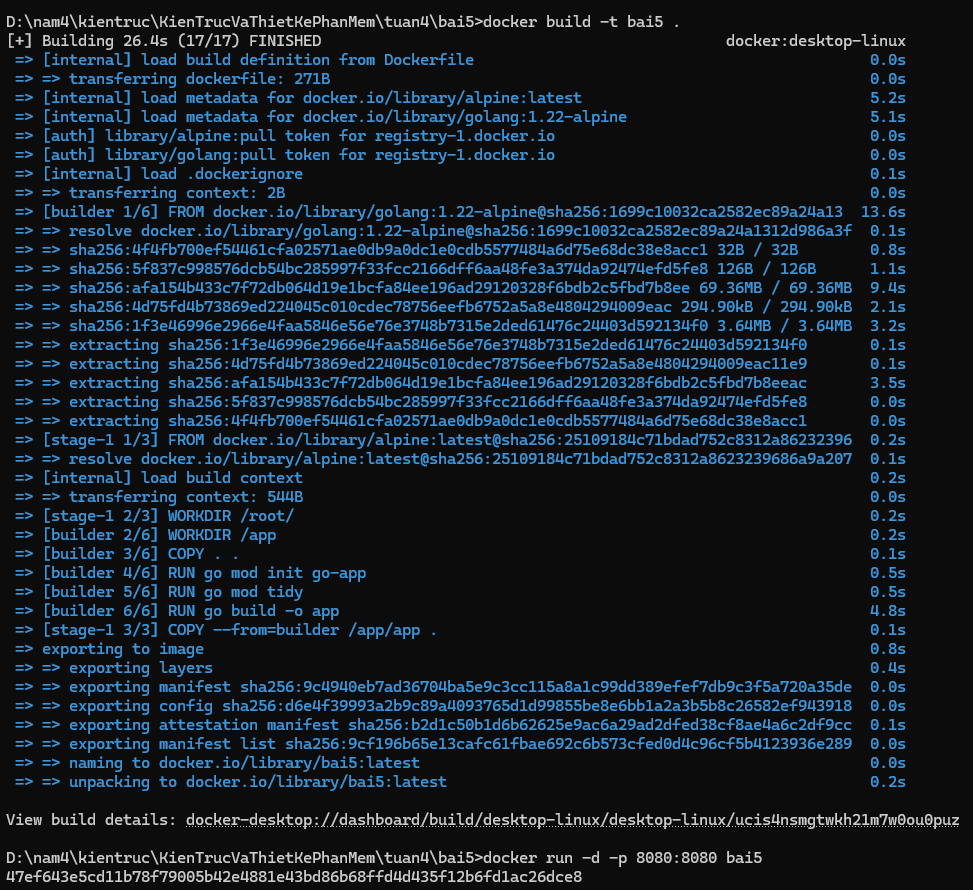 D:\nam4\kientruc\KienTrucVaThietKePhanMem\tuan4\bai5>docker build -t bai5 .
[+] Building 26.4s (17/17) FINISHED docker:desktop-linux
=> [internal] load build definition from Dockerfile 0.0s
=> => transferring dockerfile: 271B 0.0s
=> [internal] load metadata for docker.io/library/alpine:latest 5.2s
=> [internal] load metadata for docker.io/library/golang:1.22-alpine 5.1s
=> [auth] library/alpine:pull token for registry-1.docker.io 0.0s
=> [auth] library/golang:pull token for registry-1.docker.io 0.0s
=> [internal] load .dockerignore 0.1s
=> => transferring context: 2B 0.0s
=> [builder 1/6] FROM docker.io/library/golang:1.22-alpine@sha256:1699c10032ca2582ec89a24a13 13.6s
=> => resolve docker.io/library/golang:1.22-alpine@sha256:1699c10032ca2582ec89a24a1312d986a3f 0.1s
=> => sha256:4f4fb700ef54461cfa02571ae0db9a0dc1e0cdb5577484a6d75e68dc38e8acc1 32B / 32B 0.8s
=> => sha256:5f837c998576dcb54bc285997f33fcc2166dff6aa48fe3a374da92474efd5fe8 126B / 126B 1.1s
=> => sha256:afa154b433c7f72db064d19e1bcfa84ee196ad29120328f6bdb2c5fbd7b8ee 69.36MB / 69.36MB 9.4s
=> => sha256:4d75fd4b73869ed224045c010cdec78756eefb6752a5a8e4804294009eac 294.90kB / 294.90kB 2.1s
=> => sha256:1f3e46996e2966e4faa5846e56e76e3748b7315e2ded61476c24403d592134f0 3.64MB / 3.64MB 3.2s
=> => extracting sha256:1f3e46996e2966e4faa5846e56e76e3748b7315e2ded61476c24403d592134f0 0.1s
=> => extracting sha256:4d75fd4b73869ed224045c010cdec78756eefb6752a5a8e4804294009eac11e9 0.1s
=> => extracting sha256:afa154b433c7f72db064d19e1bcfa84ee196ad29120328f6bdb2c5fbd7b8eeac 3.5s
=> => extracting sha256:5f837c998576dcb54bc285997f33fcc2166dff6aa48fe3a374da92474efd5fe8 0.0s
=> => extracting sha256:4f4fb700ef54461cfa02571ae0db9a0dc1e0cdb5577484a6d75e68dc38e8acc1 0.0s
=> [stage-1 1/3] FROM docker.io/library/alpine:latest@sha256:25109184c71bdad752c8312a86232396 0.2s
=> => resolve docker.io/library/alpine:latest@sha256:25109184c71bdad752c8312a8623239686a9a207 0.1s
=> [internal] load build context 0.2s
=> => transferring context: 544B 0.0s
=> [stage-1 2/3] WORKDIR /root/ 0.2s
=> [builder 2/6] WORKDIR /app 0.2s
=> [builder 3/6] COPY . . 0.1s
=> [builder 4/6] RUN go mod init go-app 0.5s
=> [builder 5/6] RUN go mod tidy 0.5s
=> [builder 6/6] RUN go build -o app 4.8s
=> [stage-1 3/3] COPY --from=builder /app/app . 0.1s
=> exporting to image 0.8s
=> => exporting layers 0.4s
=> => exporting manifest sha256:9c4940eb7ad36704ba5e9c3cc115a8a1c99dd389efef7db9c3f5a720a35de 0.0s
=> => exporting config sha256:d6e4f39993a2b9c89a4093765d1d99855be8e6bb1a2a3b5b8c26582ef943918 0.0s
=> => exporting attestation manifest sha256:b2d1c50b1d6b62625e9ac6a29ad2dfed38cf8ae4a6c2df9cc 0.1s
=> => exporting manifest list sha256:9cf196b65e13cafc61fbae692c6b573cfed0d4c96cf5b4123936e289 0.0s
=> => naming to docker.io/library/bai5:latest 0.0s
=> => unpacking to docker.io/library/bai5:latest 0.2s
View build details: docker-desktop://dashboard/build/desktop-linux/desktop-linux/ucis4nsmgtwkh21m7w0ou0puz
D:\nam4\kientruc\KienTrucVaThietKePhanMem\tuan4\bai5>docker run -d -p 8080:8080 bai5
47ef643e5cd11b78f79005b42e4881e43bd86b68ffd4d435f12b6fd1ac26dce8